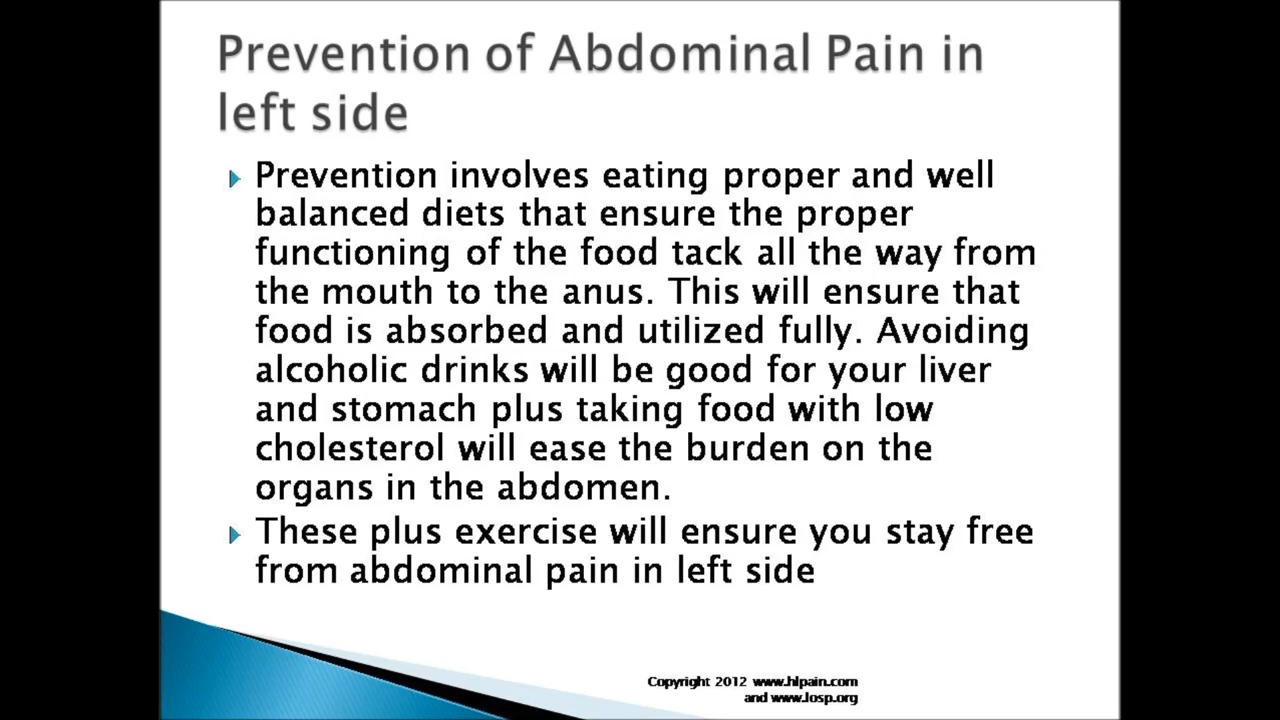 Prevention of Abdominal Pain in
left side
Prevention involves eating proper and well
balanced diets that ensure the proper
functioning of the food tack all the way from
the mouth to the anus. This will ensure that
food is absorbed and utilized fully. Avoiding
alcoholic drinks will be good for your liver
and stomach plus taking food with low
cholesterol will ease the burden on the
organs in the abdomen.
These plus exercise will ensure you stay free
from abdominal pain in left side
Copyright 2012 www.hlpain.com
and www.losp.org